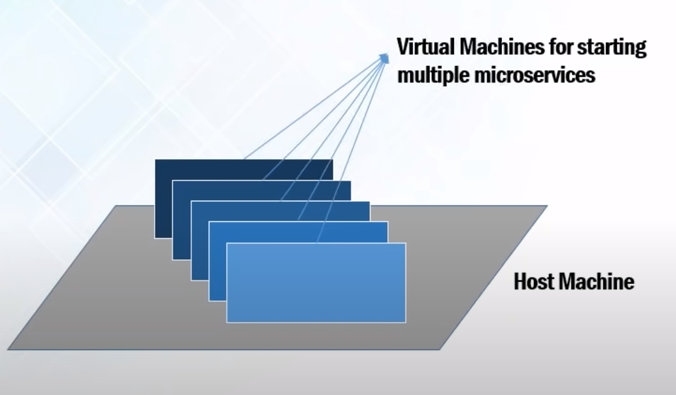 Virtual Machines for starting
multiple microservices
Host Machine